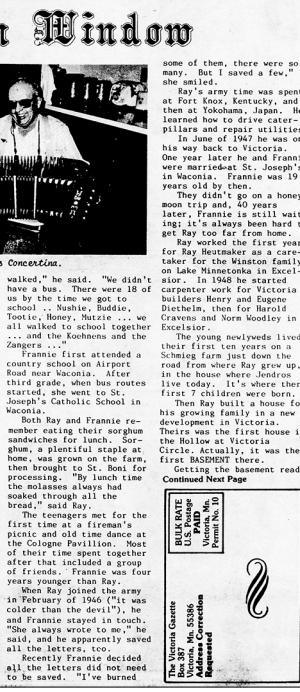 Window
s Concertina.
walked," he said. "We didn't
have a bus. There were 18 of
us by the time we got to
school .. Nushie, Buddie,
Tootie, Honey, Mutzie ... we
all walked to school together
... and the Koehnens and the
Zangers ..."
Frannie first attended a
country school on Airport
Road near Waconia. After
third grade, when bus routes
started, she went to St.
Joseph's Catholic School in
Waconia.
Both Ray and Frannie re-
member eating their sorghum
sandwiches for lunch. Sor-
ghum, a plentiful staple at
home, was grown on the farm,
then brought to St. Boni for
processing. "By lunch time
the molasses always had
soaked through all the
bread," said Ray.
The teenagers met for the
first time at a fireman's
picnic and old time dance at
the Cologne Pavillion. Most
of their time spent together
after that included a group
of friends. Frannie was four
years younger than Ray.
When Ray joined the army
in February of 1946 ("it was
colder than the devil"), he
and Frannie stayed in touch.
"She always wrote to me," he
said, and he apparently saved
all the letters, too.
Recently Frannie decided
all the letters did not need
to be saved. "I've burned
some of them, there were so
many. But I saved a few,"
she smiled.
Ray's army time was spent
at Fort Knox, Kentucky, and
then at Yokohama, Japan. He
learned how to drive cater-
pillars and repair utilities
In June of 1947 he was on
his way back to Victoria.
One year later he and Franni
were married at St. Joseph's
in Waconia. Frannie was 19
years old by then.
They didn't go on a honey
moon trip and, 40 years
later, Frannie is still wait
ing; it's always been hard t
get Ray too far from home.
Ray worked the first year
for Ray Heutmaker as a care-
taker for the Winston family
on Lake Minnetonka in Excel-
sior. In 1948 he started
carpenter work for Victoria
builders Henry and Eugene
Diethelm, then for Harold
Cravens and Norm Woodley in
Excelsior.
The young newlyweds lived
their first ten years on a
Schmieg farm just down the
road from where Ray grew up,
in the house where Jendros
live today. It's where their
first 7 children were born.
Then Ray built a house fo
his growing family in a new
development in Victoria.
Theirs was the first house i
the Hollow at Victoria
Circle. Actually, it was the
first BASEMENT there.
Getting the basement read
Continued Next Page
BULK RATE
U.S. Postage
PAID
Victoria, Mn.
Permit No. 10
The Victoria Gazette
Box 387
Victoria, Mn. 55386
Address Correction
Requested